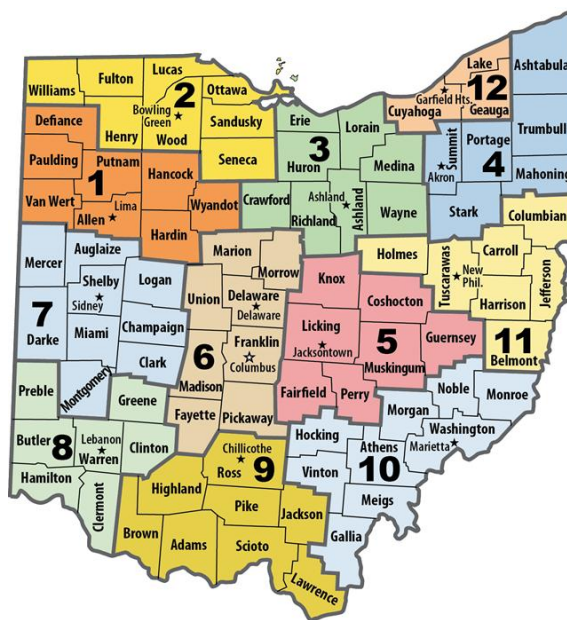 Williams
Fulton
Lucas
2
Bowling
Green
Henry
Wood
Ottawa
Sandusky
Seneca
Defiance
Paulding
Putnam
1
Hancock
Van Wert
Allen
Lima
Wyandot
Hardin
Erie
Lorain
3
Huron
Medina
Crawford
Richland
Ashland
Ashland
Wayne
Lake
12
Garfield Hts.
Cuyahoga
Geauga
Ashtabula
Summit
Portage
Trumbull
Akron
4
Mahoning
Stark
Mercer
Auglaize
Shelby
Sidney
Logan
7
Darke
Miami
Champaign
Clark
Montgomery
Marion
Morrow
Union
Delaware
Delaware
Franklin
Columbus
6
Madison
Fayette
Pickaway
Knox
Coshocton
Licking
Jacksontown
5
Muskingum
Guernsey
Fairfield
Perry
Holmes
Tuscarawas
New
Phil.
Columbian
Carroll
Harrison
Jefferson
11
Belmont
Preble
Greene
Butler
8
Lebanon
Warren
Clinton
Hamilton
Clermont
Chillicothe
Ross
9
Highland
Pike
Jackson
Brown
Adams
Scioto
Lawrence
Noble
Monroe
Morgan
Washington
Marietta
Hocking
Athens
10
Vinton
Meigs
Gallia